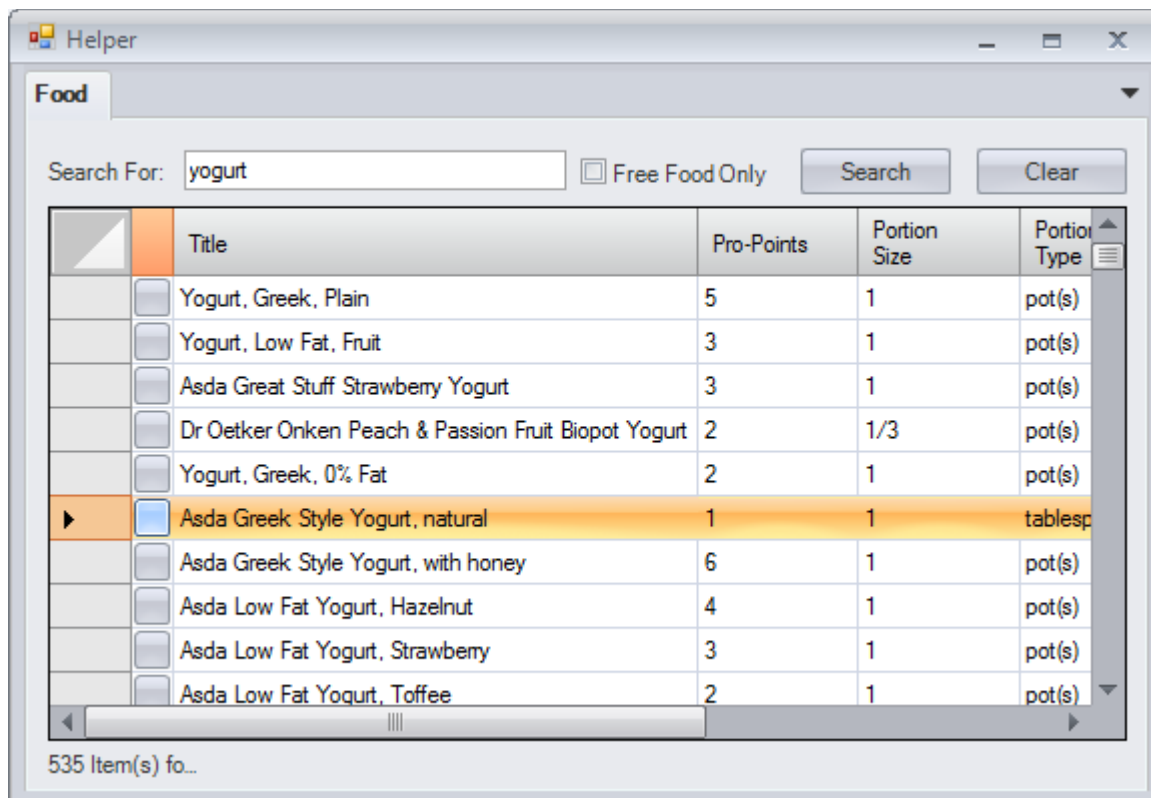 Helper
Food
Search For: yogurt Free Food Only Search Clear
Title Pro-Points Portion Size Portion Type
Yogurt, Greek, Plain 5 1 pot(s)
Yogurt, Low Fat, Fruit 3 1 pot(s)
Asda Great Stuff Strawberry Yogurt 3 1 pot(s)
Dr Oetker Onken Peach & Passion Fruit Biopot Yogurt 2 1/3 pot(s)
Yogurt, Greek, 0% Fat 2 1 pot(s)
Asda Greek Style Yogurt, natural 1 1 tablesp
Asda Greek Style Yogurt, with honey 6 1 pot(s)
Asda Low Fat Yogurt, Hazelnut 4 1 pot(s)
Asda Low Fat Yogurt, Strawberry 3 1 pot(s)
Asda Low Fat Yogurt, Toffee 2 1 pot(s)
535 Item(s) fo...